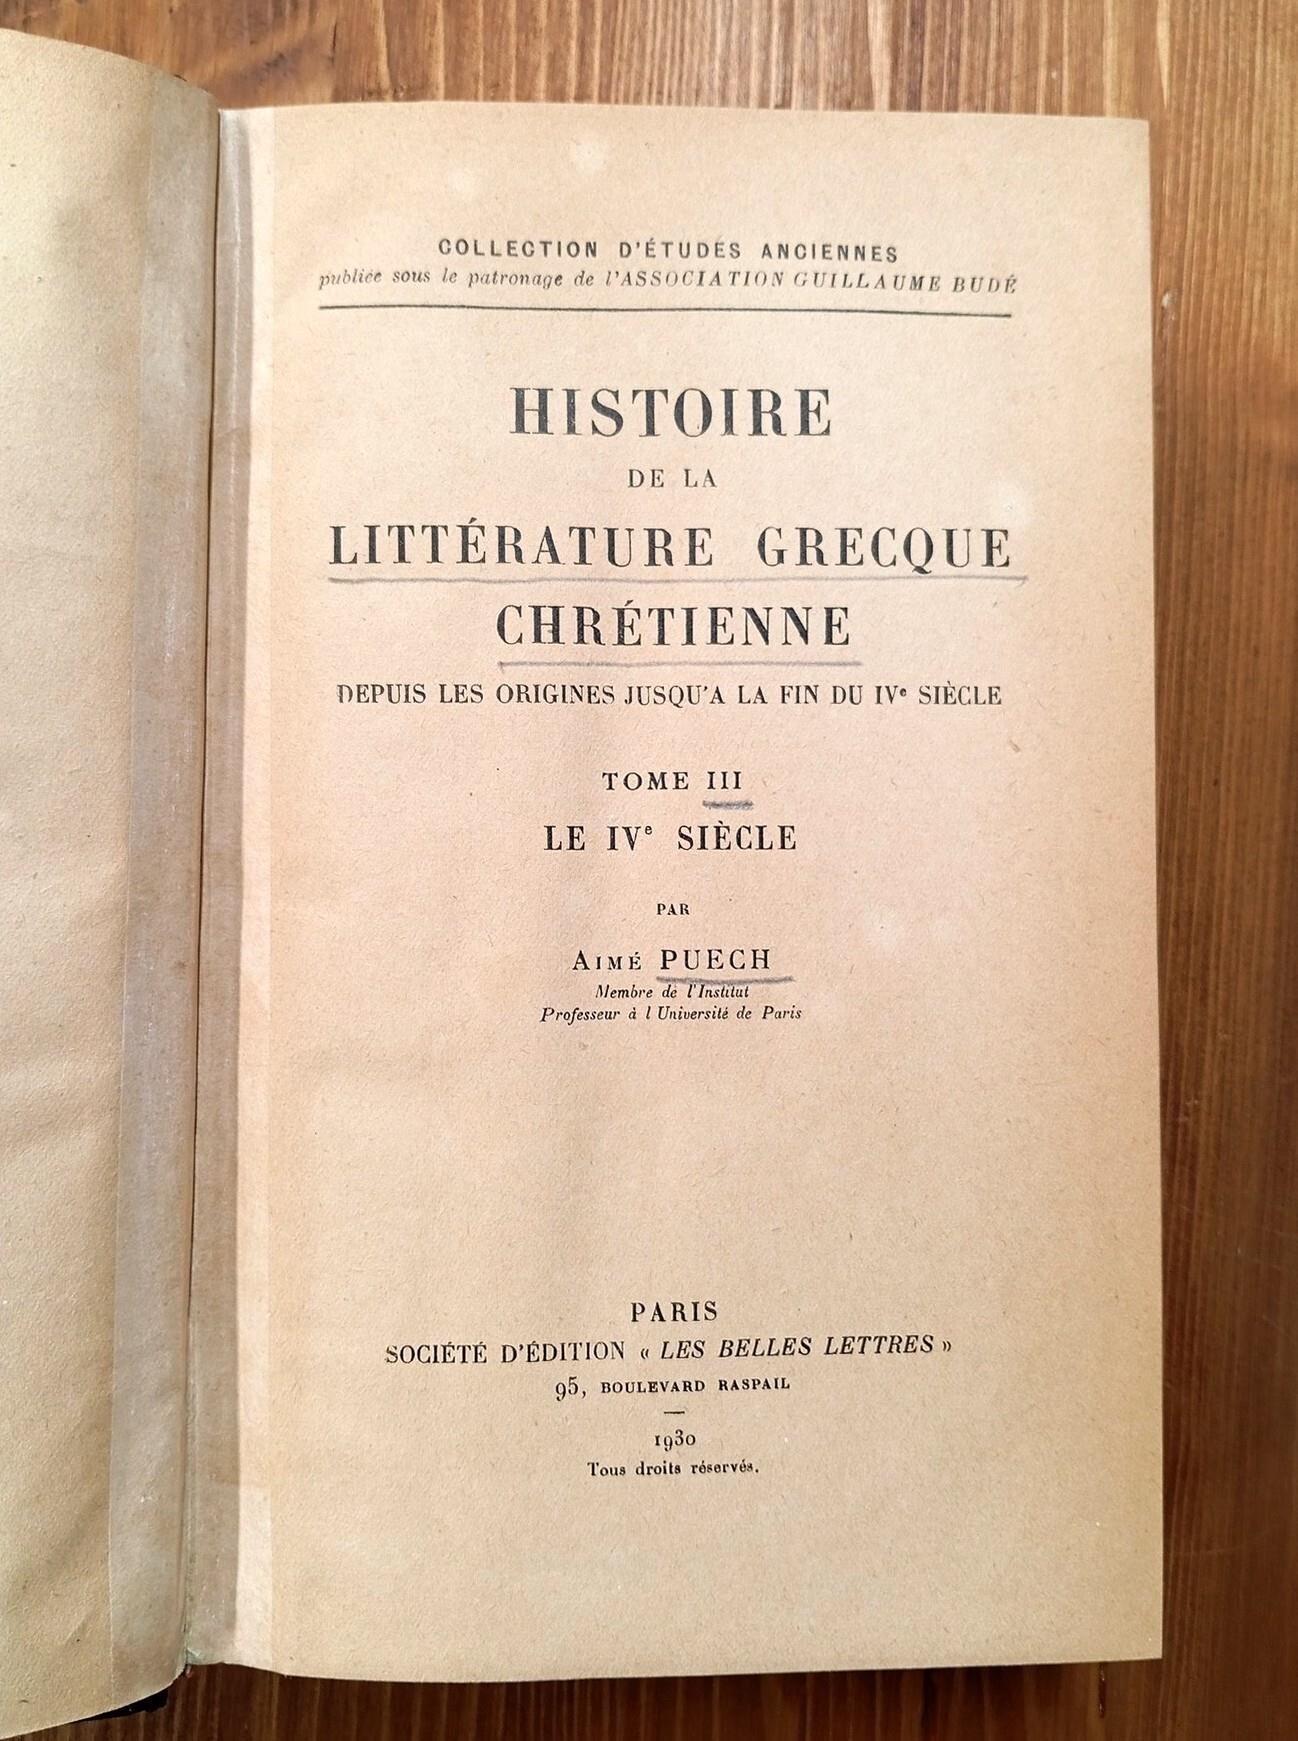 COLLECTION D'ÉTUDES ANCIENNES
publiée sous le patronage de l'ASSOCIATION GUILLAUME BUDÉ
HISTOIRE
DE LA
LITTÉRATURE GRECQUE
CHRÉTIENNE
DEPUIS LES ORIGINES JUSQU'A LA FIN DU IVe SIÈCLE
TOME III
LE IVe SIÈCLE
PAR
AIMÉ PUECH
Membre de l'Institut
Professeur à l Université de Paris
PARIS
SOCIÉTÉ D'ÉDITION « LES BELLES LETTRES »
95, BOULEVARD RASPAIL
1930
Tous droits réservés.